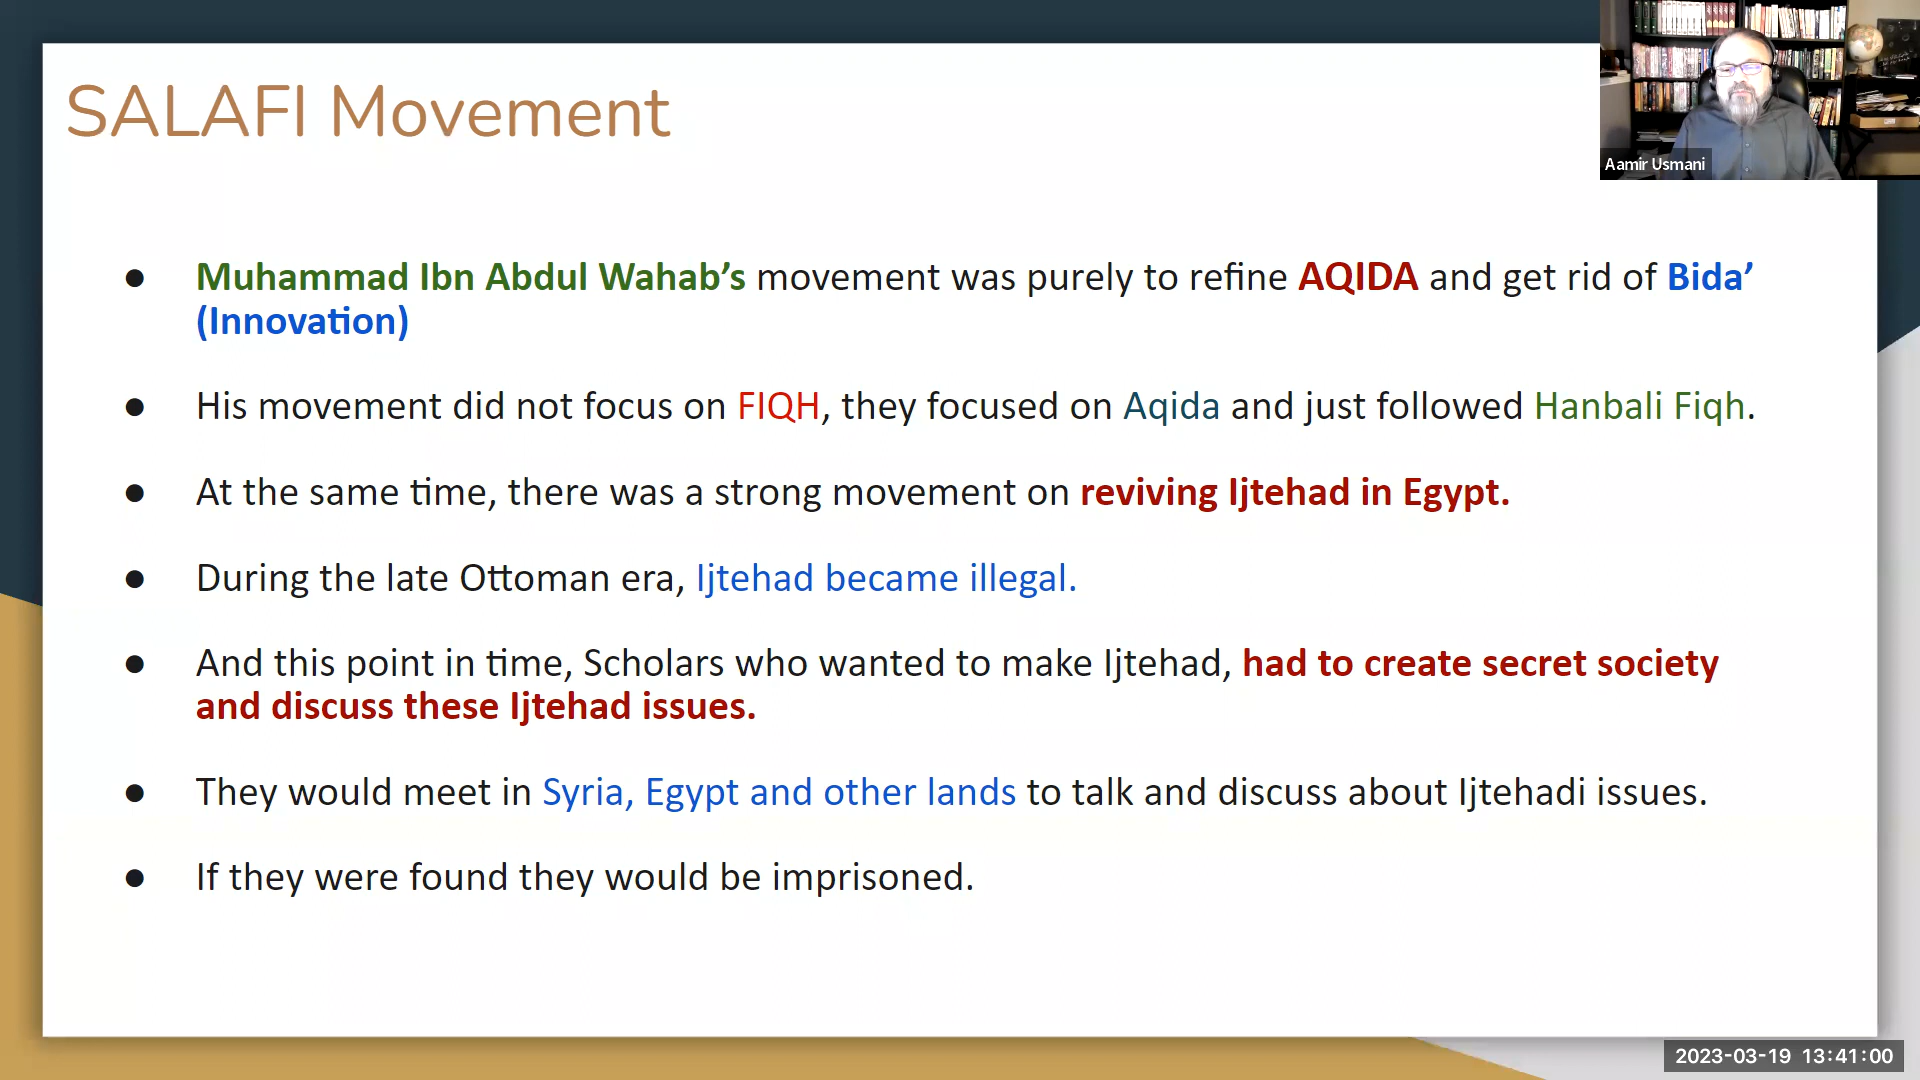 SALAFI Movement
Aamir Usmani
● Muhammad Ibn Abdul Wahab’s movement was purely to refine AQIDA and get rid of Bida’
(Innovation)
● His movement did not focus on FIQH, they focused on Aqida and just followed Hanbali Fiqh.
● At the same time, there was a strong movement on reviving Ijtehad in Egypt.
● During the late Ottoman era, Ijtehad became illegal.
● And this point in time, Scholars who wanted to make Ijtehad, had to create secret society
and discuss these Ijtehad issues.
● They would meet in Syria, Egypt and other lands to talk and discuss about Ijtehadi issues.
● If they were found they would be imprisoned.
2023-03-19 13:41:00